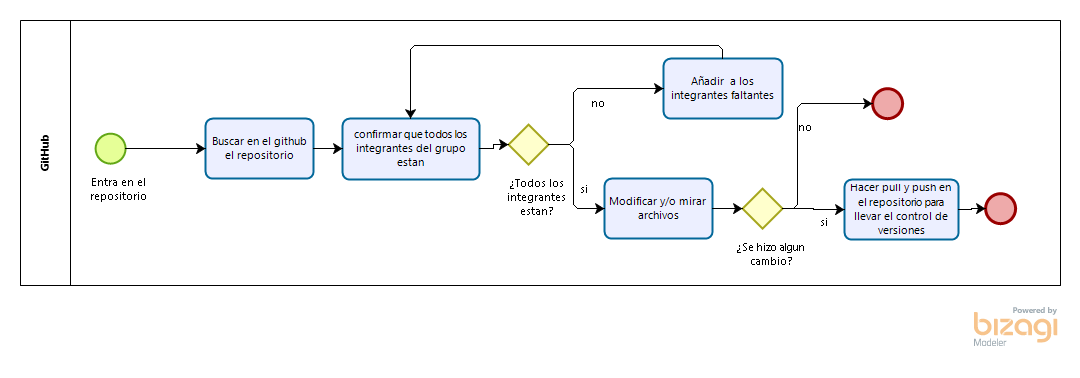 GitHub
Entra en el
repositorio
Buscar en el github
el repositorio
confirmar que todos los
integrantes del grupo
estan
¿Todos los
integrantes
estan?
no
Añadir a los
integrantes faltantes
si
Modificar y/o mirar
archivos
¿Se hizo algun
cambio?
no
si
Hacer pull y push en
el repositorio para
llevar el control de
versiones
Powered by
bizagi
Modeler